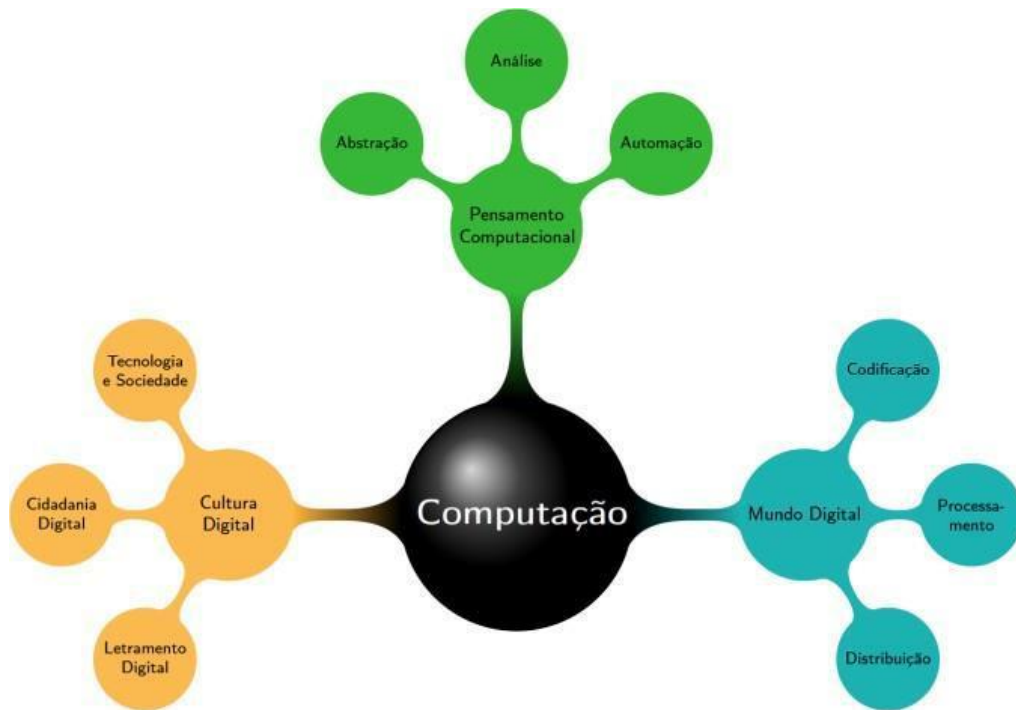 Análise
Abstração
Automação
Pensamento
Computacional
Tecnologia
e Sociedade
Codificação
Cidadania
Digital
Cultura
Digital
Computação
Mundo Digital
Processa-
mento
Letramento
Digital
Distribuição